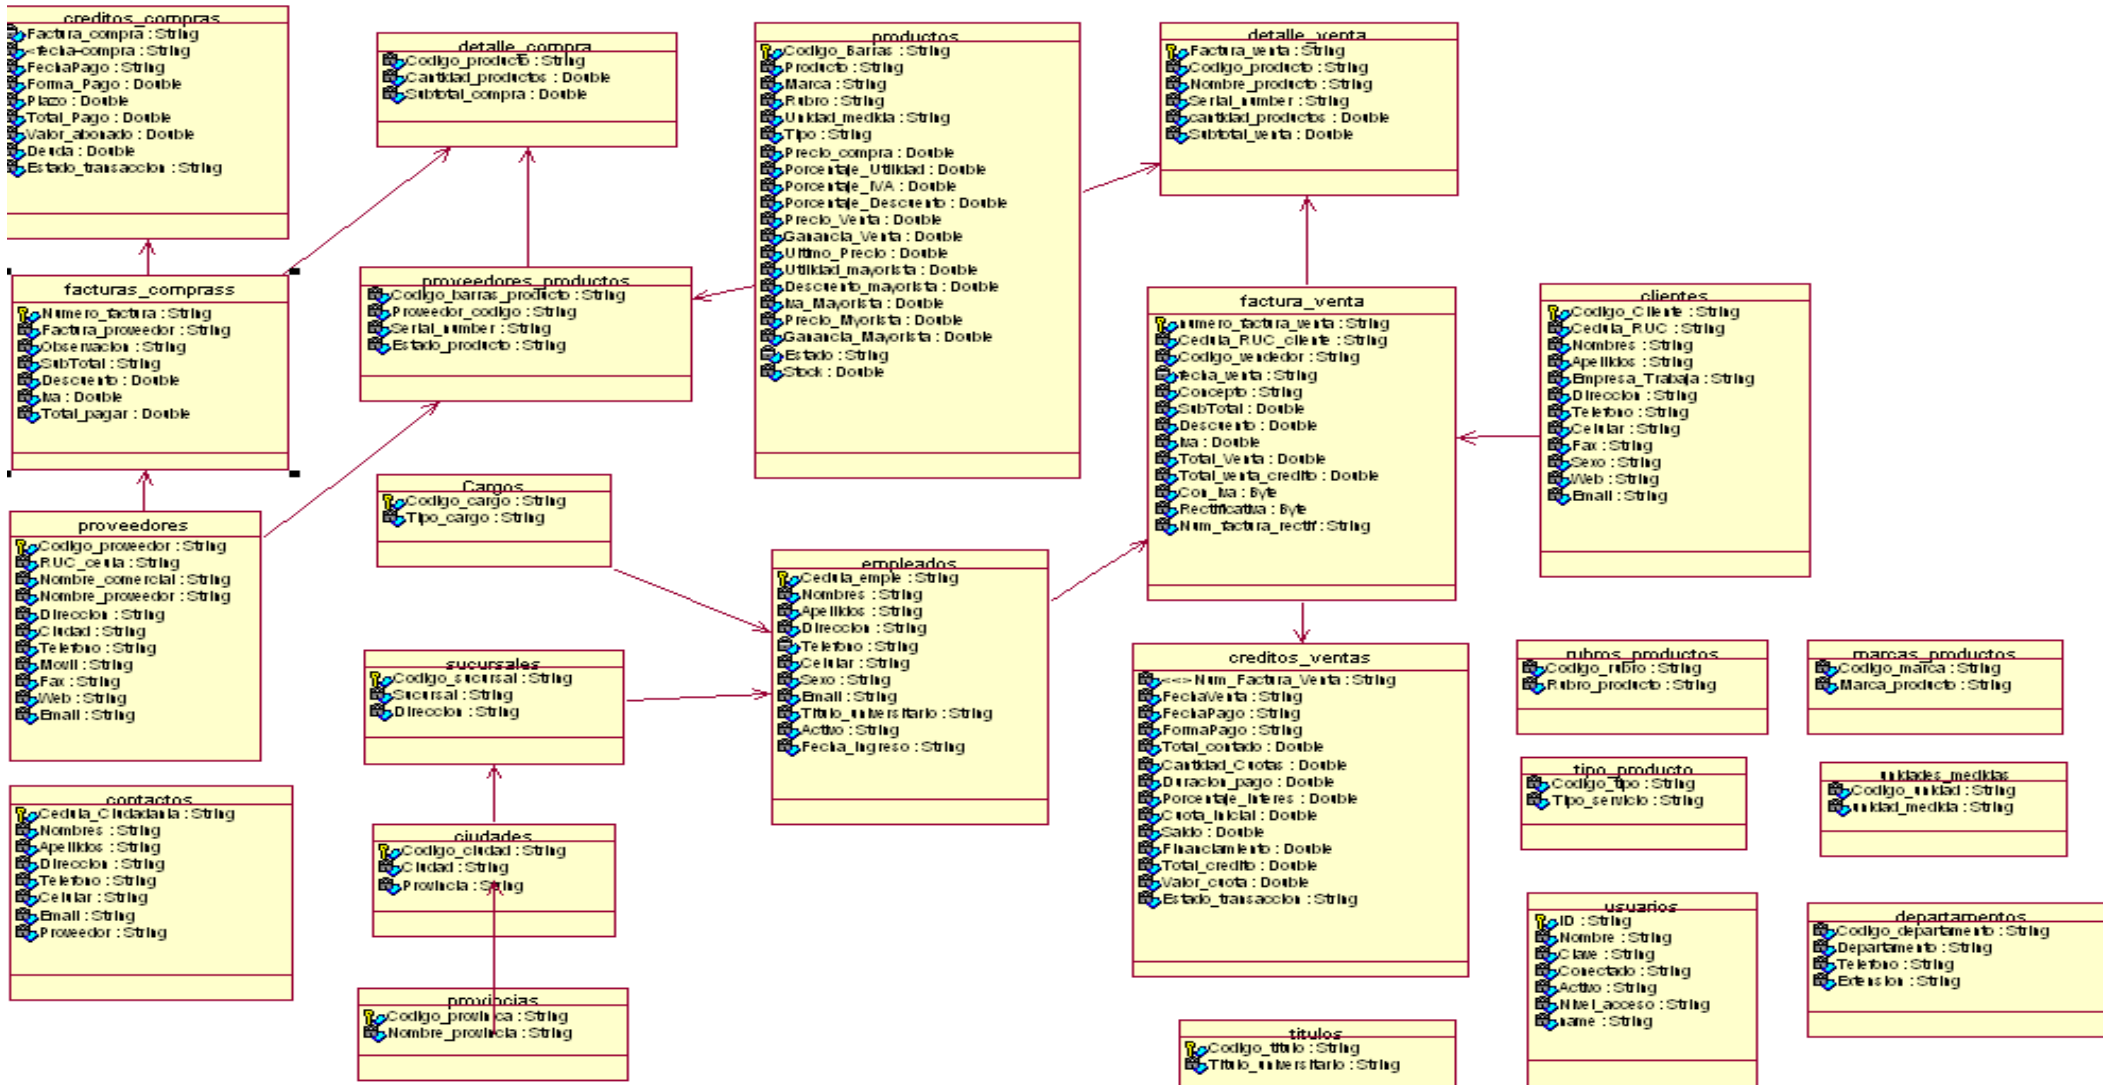 creditos_compras
Factura_compra : String
<fecha-compra : String
FechaPago : String
Forma_Pago : Double
Plazo : Double
Total_Pago : Double
Valor_abonado : Double
Deuda : Double
Estado_transaccion : String
detalle_compra
Codigo_producto : String
Cantidad_productos : Double
Subtotal_compra : Double
productos
Codigo_Barras : String
Producto : String
Marca : String
Rubro : String
Unidad_medida : String
Tipo : String
Precio_compra : Double
Porcentaje_Utilidad : Double
Porcentaje_IVA : Double
Porcentaje_Descuento : Double
Precio_Venta : Double
Ganancia_Venta : Double
Ultimo_Precio : Double
Utilidad_mayorista : Double
Descuento_mayorista : Double
Iva_Mayorista : Double
Precio_Myorista : Double
Ganancia_Mayorista : Double
Estado : String
Stock : Double
detalle_venta
Factura_venta : String
Codigo_producto : String
Nombre_producto : String
Serial_number : String
cantidad_productos : Double
Subtotal_venta : Double
facturas_comprass
Numero_factura : String
Factura_proveedor : String
Observacion : String
SubTotal : String
Descuento : Double
Iva : Double
Total_pagar : Double
proveedores_productos
Codigo_barras_producto : String
Proveedor_codigo : String
Serial_number : String
Estado_producto : String
factura_venta
numero_factura_venta : String
Cedula_RUC_cliente : String
Codigo_vendedor : String
fecha_venta : String
Concepto : String
SubTotal : Double
Descuento : Double
Iva : Double
Total_Venta : Double
Total_venta_credito : Double
Con_Iva : Byte
Rectificativa : Byte
Num_factura_rectif : String
clientes
Codigo_Cliente : String
Cedula_RUC : String
Nombres : String
Apellidos : String
Empresa_Trabaja : String
Direccion : String
Telefono : String
Celular : String
Fax : String
Sexo : String
Web : String
Email : String
proveedores
Codigo_proveedor : String
RUC_ceula : String
Nombre_comercial : String
Nombre_proveedor : String
Direccion : String
Ciudad : String
Telefono : String
Movil : String
Fax : String
Web : String
Email : String
Cargos
Codigo_cargo : String
Tipo_cargo : String
empleados
Cedula_emple : String
Nombres : String
Apellidos : String
Direccion : String
Telefono : String
Celular : String
Sexo : String
Email : String
Titulo_universitario : String
Activo : String
Fecha_Ingreso : String
sucursales
Codigo_sucursal : String
Sucursal : String
Direccion : String
creditos_ventas
<<>Num_Factura_Venta : String
FechaVenta : String
FechaPago : String
FormaPago : String
Total_contado : Double
Cantidad_Cuotas : Double
Duracion_pago : Double
Porcentaje_Interes : Double
Cuota_Inicial : Double
Saldo : Double
Financiamiento : Double
Total_credito : Double
Valor_cuota : Double
Estado_transaccion : String
rubros_productos
Codigo_rubro : String
Rubro_producto : String
marcas_productos
Codigo_marca : String
Marca_producto : String
tipo_producto
Codigo_tipo : String
Tipo_servicio : String
unidades_medidas
Codigo_unidad : String
unidad_medida : String
contactos
Cedula_Ciudadania : String
Nombres : String
Apellidos : String
Direccion : String
Telefono : String
Celular : String
Email : String
Proveedor : String
ciudades
Codigo_ciudad : String
Ciudad : String
Provincia : String
provincias
Codigo_provinca : String
Nombre_provincia : String
usuarios
ID : String
Nombre : String
Clave : String
Conectado : String
Activo : String
Nivel_acceso : String
name : String
departamentos
Codigo_departamento : String
Departamento : String
Telefono : String
Extension : String
titulos
Codigo_titulo : String
Titulo_universitario : String